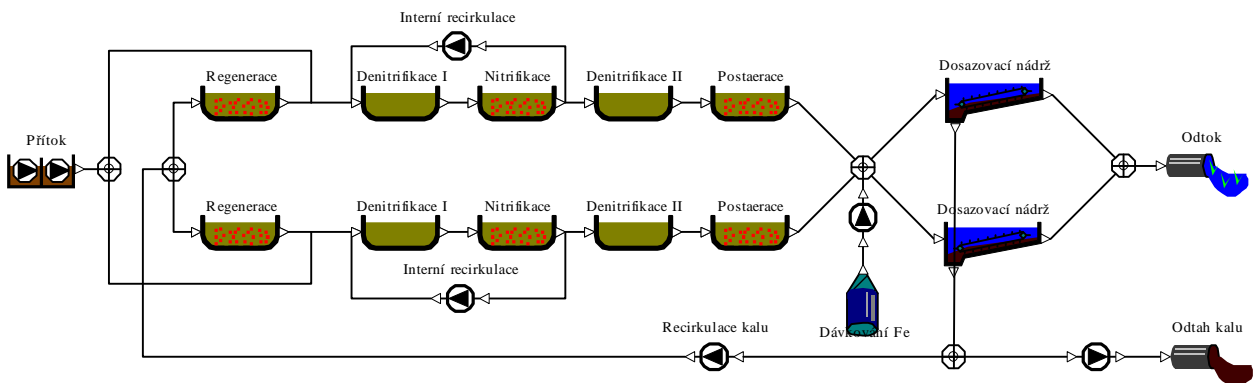 Interní recirkulace
Regenerace
Denitrifikace I
Nitrifikace
Denitrifikace II
Postaerace
Dosazovací nádrž
Přítok
Odtok
Regenerace
Denitrifikace I
Nitrifikace
Denitrifikace II
Postaerace
Dosazovací nádrž
Interní recirkulace
Recirkulace kalu
Dávkování Fe
Odtah kalu